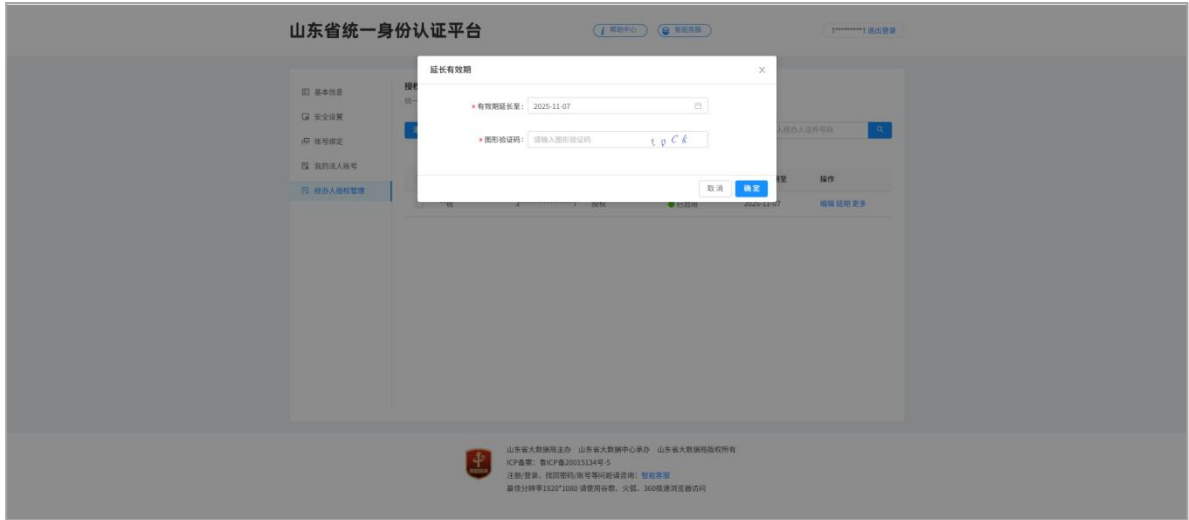 山东省统一身份认证平台
帮助中心
智能客服
1*********1 退出登录
延长有效期
基本信息
安全设置
账号绑定
我的法人账号
经办人授权管理
* 有效期延长至: 2025-11-07
* 图形验证码: 请输入图形验证码
取消 确定
操作
授权 已启用 2025-11-07 编辑 延期 更多
山东省大数据局主办 山东省大数据中心承办 山东省大数据局版权所有
ICP备案: 鲁ICP备20015134号-5
注册/登录、找回密码/账号等问题请咨询: 智能客服
最佳分辨率1920*1080 请使用谷歌、火狐、360极速浏览器访问